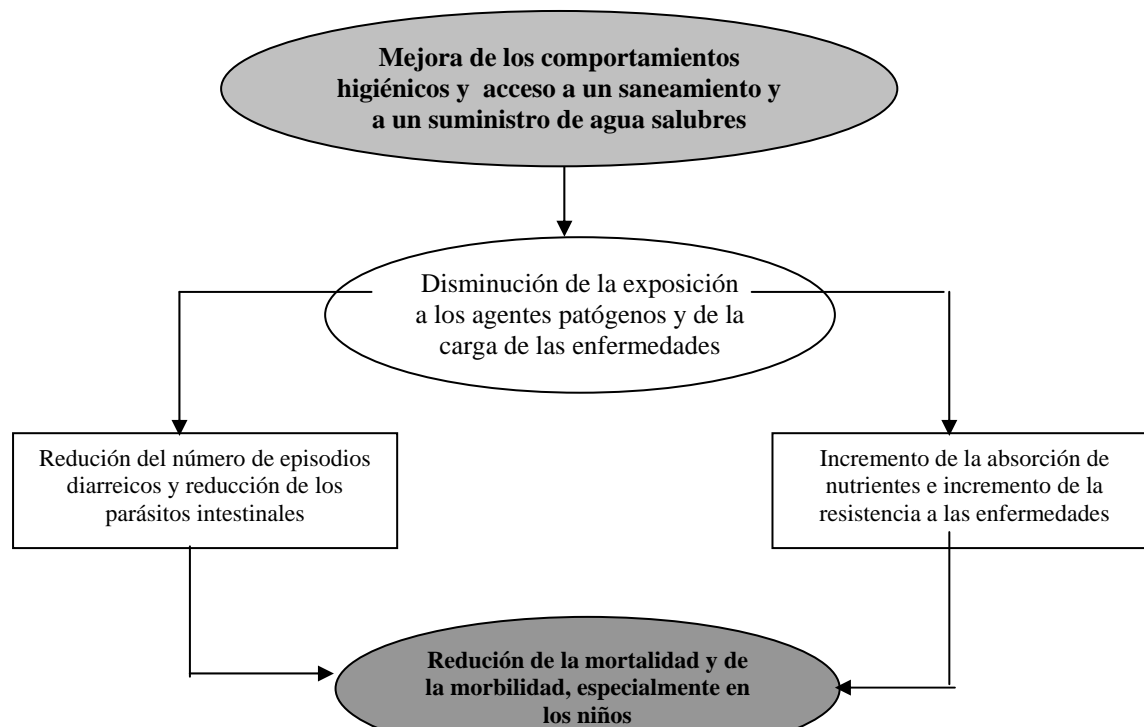 Mejora de los comportamientos
higiénicos y  acceso a un saneamiento y
a un suministro de agua salubres
Disminución de la exposición
a los agentes patógenos y de la
carga de las enfermedades
Redución del número de episodios
diarreicos y reducción de los
parásitos intestinales
Incremento de la absorción de
nutrientes e incremento de la
resistencia a las enfermedades
Redución de la mortalidad y de
la morbilidad, especialmente en
los niños